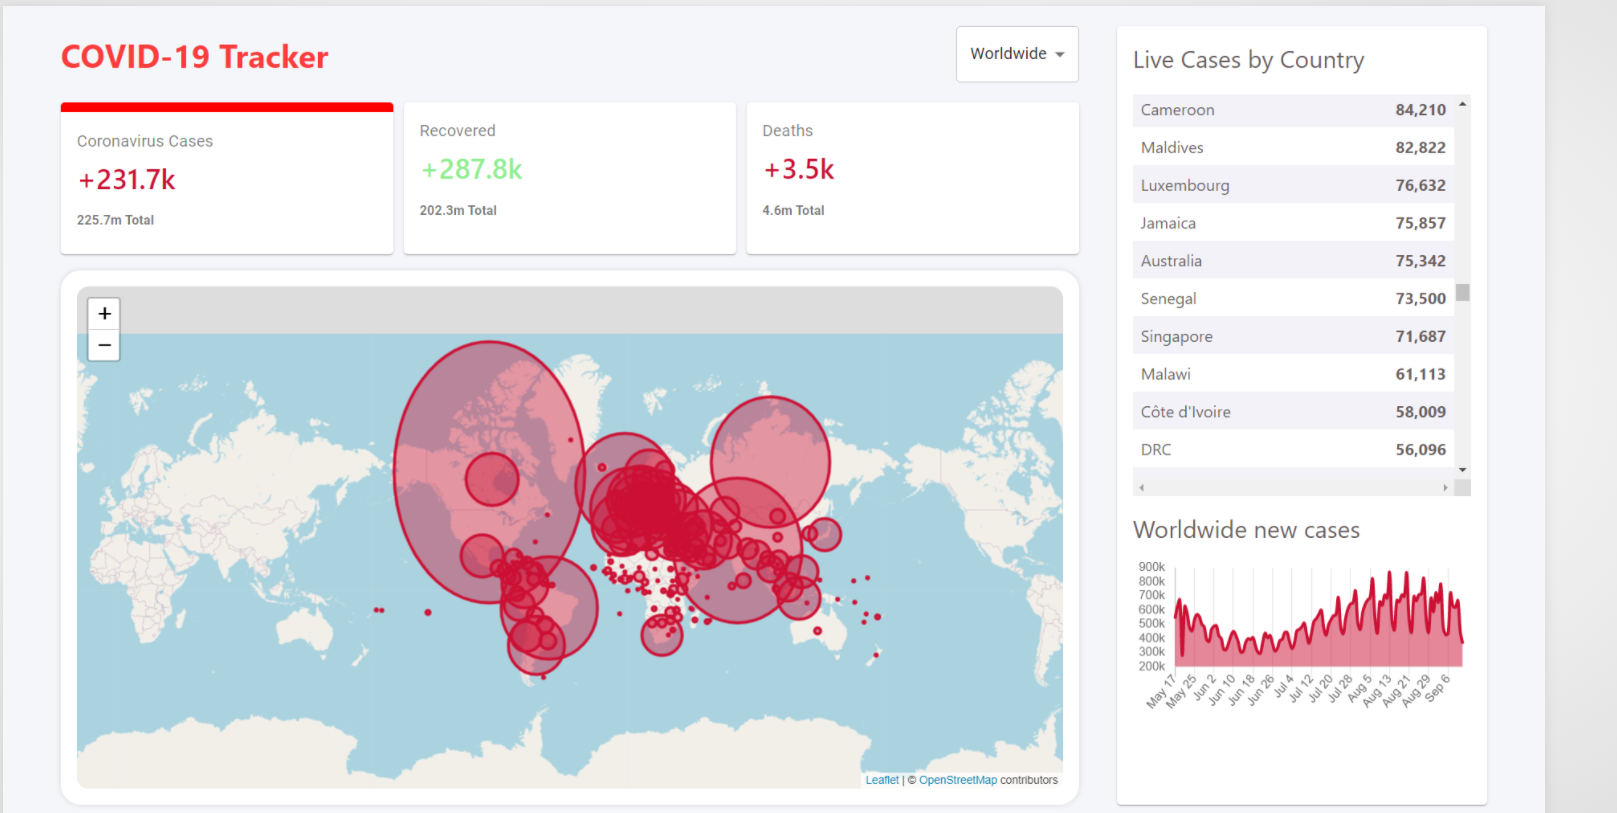 COVID-19 Tracker
Worldwide
Coronavirus Cases
+231.7k
225.7m Total
Recovered
+287.8k
202.3m Total
Deaths
+3.5k
4.6m Total
+
−
Leaflet | © OpenStreetMap contributors
Live Cases by Country
Cameroon 84,210
Maldives 82,822
Luxembourg 76,632
Jamaica 75,857
Australia 75,342
Senegal 73,500
Singapore 71,687
Malawi 61,113
Côte d'Ivoire 58,009
DRC 56,096
Worldwide new cases
900k
800k
700k
600k
500k
400k
300k
200k
May 17
May 25
Jun 2
Jun 10
Jun 18
Jun 26
Jul 4
Jul 12
Jul 20
Jul 28
Aug 5
Aug 13
Aug 21
Aug 29
Sep 6